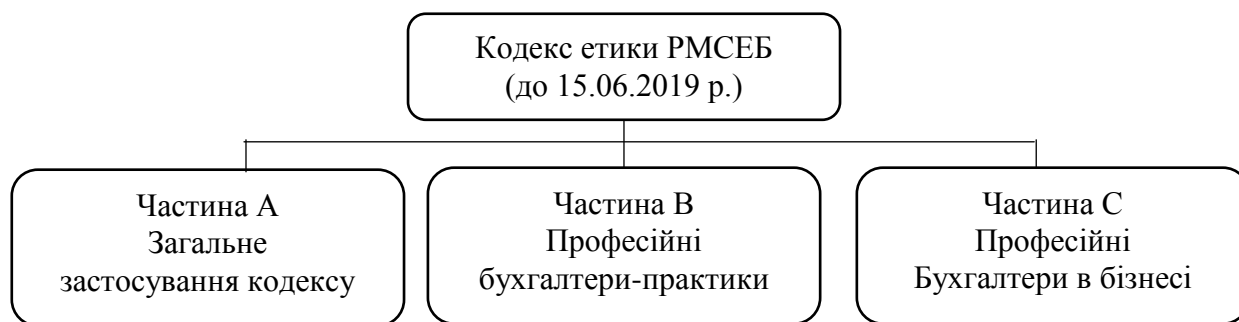 Кодекс етики РМСЕБ
(до 15.06.2019 р.)
Частина А
Загальне
застосування кодексу
Частина В
Професійні
бухгалтери-практики
Частина С
Професійні
Бухгалтери в бізнесі